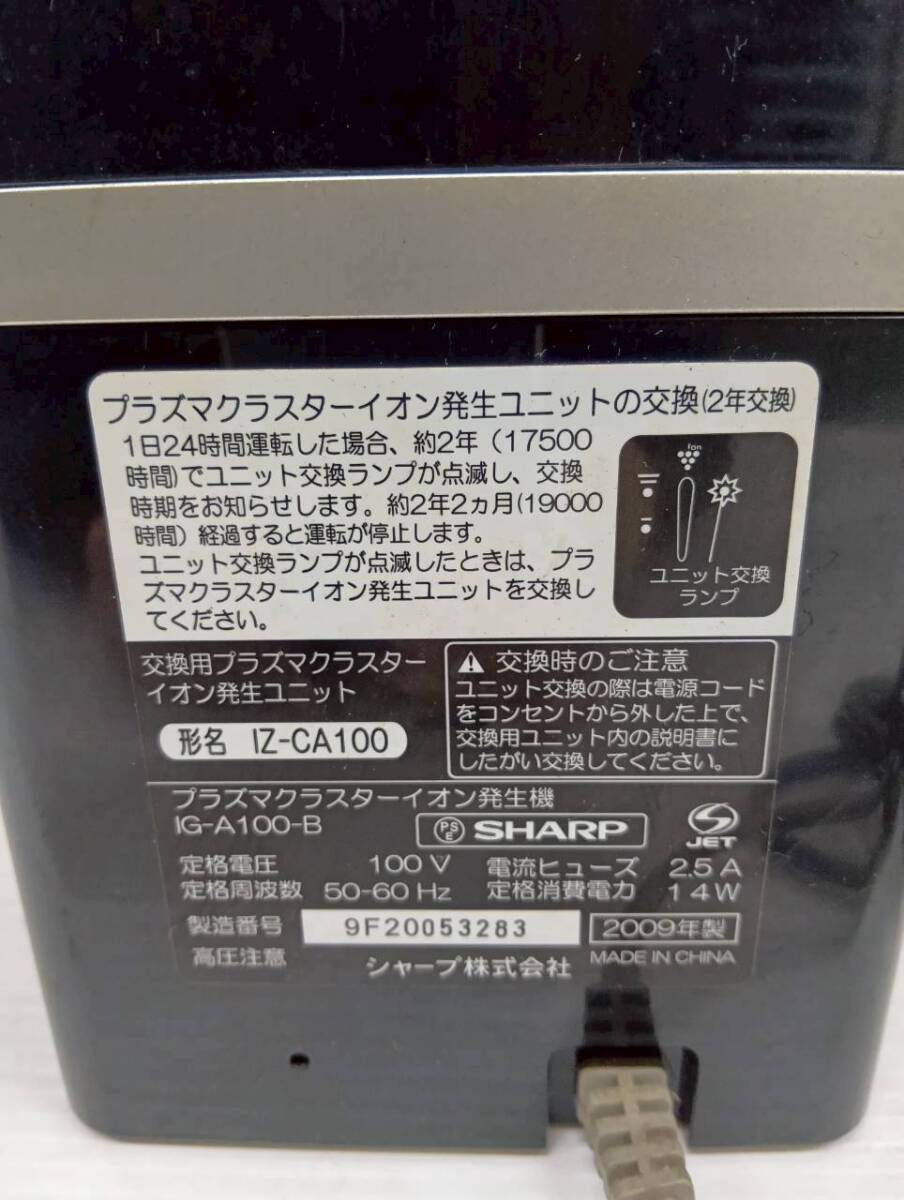 プラズマクラスターイオン発生ユニットの交換(2年交換)
1日24時間運転した場合、約2年（17500
時間)でユニット交換ランプが点滅し、交換
時期をお知らせします。約2年2ヵ月(19000
時間）経過すると運転が停止します。
ユニット交換ランプが点滅したときは、プラ
ズマクラスターイオン発生ユニットを交換し
てください。
ion
ユニット交換
ランプ
交換用プラズマクラスター
イオン発生ユニット
形名 IZ-CA100
交換時のご注意
ユニット交換の際は電源コード
をコンセントから外した上で、
交換用ユニット内の説明書に
したがい交換してください。
プラズマクラスターイオン発生機
IG-A100-B
PS
E
SHARP
JET
定格電圧 100 V 電流ヒューズ 2.5 A
定格周波数 50-60 Hz 定格消費電力 14 W
製造番号 9F20053283 2009年製
高圧注意 シャープ株式会社 MADE IN CHINA